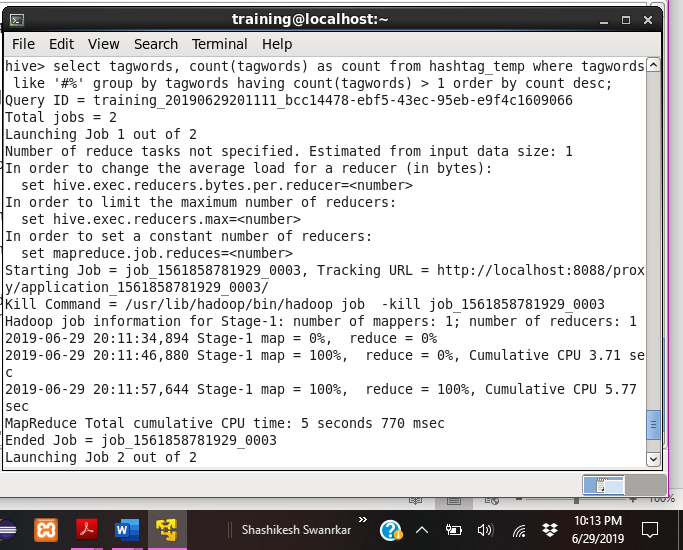 training@localhost:~
File Edit View Search Terminal Help
hive> select tagwords, count(tagwords) as count from hashtag_temp where tagwords
 like '#%' group by tagwords having count(tagwords) > 1 order by count desc;
Query ID = training_20190629201111_bcc14478-ebf5-43ec-95eb-e9f4c1609066
Total jobs = 2
Launching Job 1 out of 2
Number of reduce tasks not specified. Estimated from input data size: 1
In order to change the average load for a reducer (in bytes):
  set hive.exec.reducers.bytes.per.reducer=<number>
In order to limit the maximum number of reducers:
  set hive.exec.reducers.max=<number>
In order to set a constant number of reducers:
  set mapreduce.job.reduces=<number>
Starting Job = job_1561858781929_0003, Tracking URL = http://localhost:8088/prox
y/application_1561858781929_0003/
Kill Command = /usr/lib/hadoop/bin/hadoop job  -kill job_1561858781929_0003
Hadoop job information for Stage-1: number of mappers: 1; number of reducers: 1
2019-06-29 20:11:34,894 Stage-1 map = 0%,  reduce = 0%
2019-06-29 20:11:46,880 Stage-1 map = 100%,  reduce = 0%, Cumulative CPU 3.71 se
c
2019-06-29 20:11:57,644 Stage-1 map = 100%,  reduce = 100%, Cumulative CPU 5.77
sec
MapReduce Total cumulative CPU time: 5 seconds 770 msec
Ended Job = job_1561858781929_0003
Launching Job 2 out of 2
100%
Shashikesh Swanrkar
10:13 PM
6/29/2019